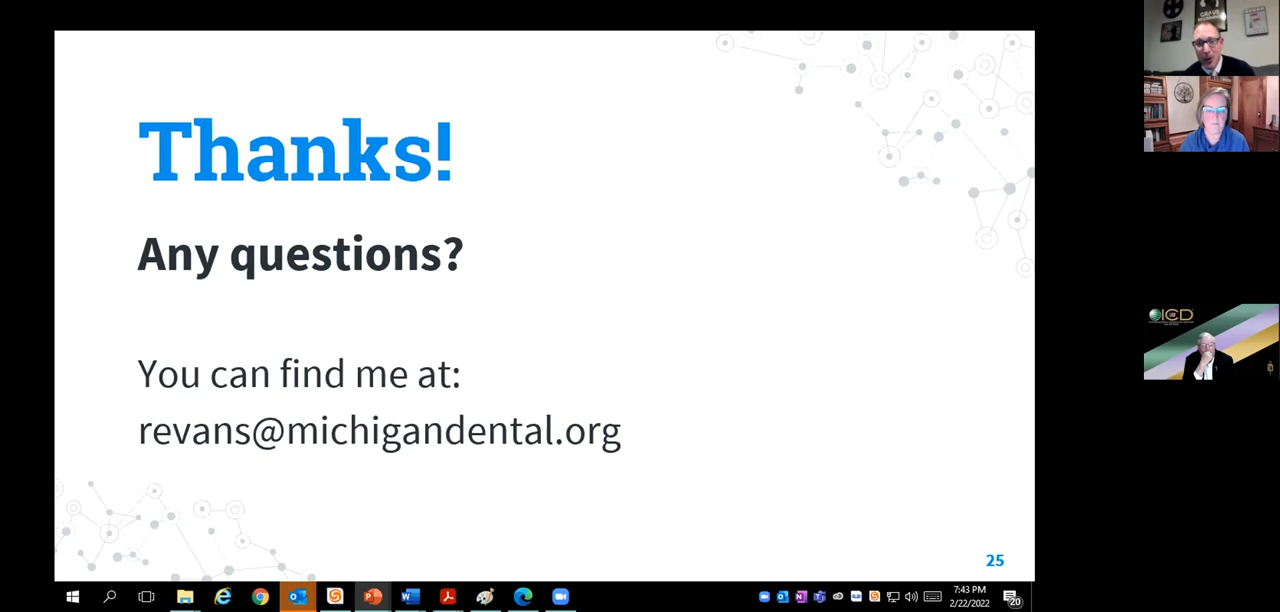 Thanks!
Any questions?
You can find me at:
revans@michigandental.org
25
ICD
7:43 PM
2/22/2022
20